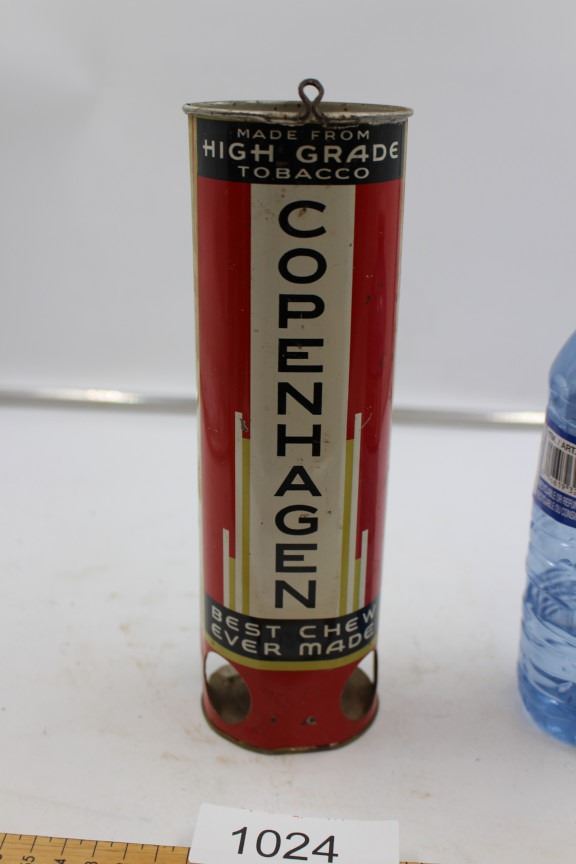 MADE FROM
HIGH GRADE
TOBACCO
COPENHAGEN
BEST CHEW
EVER MADE
1024